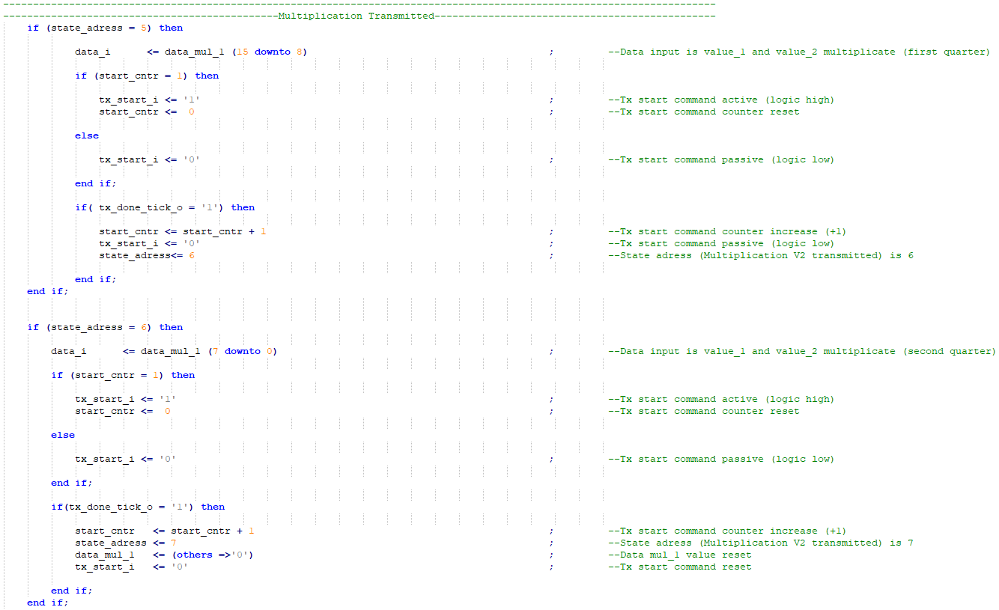 -----------------------------------------------------------------------------------------------------------------------
----------------------------------------------Multiplication Transmitted-----------------------------------------------
if (state_adress = 5) then
data_i      <= data_mul_1 (15 downto 8)                                         ;         --Data input is value_1 and value_2 multiplicate (first quarter)
if (start_cntr = 1) then
tx_start_i <= '1'                                                           ;         --Tx start command active (logic high)
start_cntr <=  0                                                            ;         --Tx start command counter reset
else
tx_start_i <= '0'                                                           ;         --Tx start command passive (logic low)
end if;
if( tx_done_tick_o = '1') then
start_cntr <= start_cntr + 1                                                ;         --Tx start command counter increase (+1)
tx_start_i <= '0'                                                           ;         --Tx start command passive (logic low)
state_adress<= 6                                                            ;         --State adress (Multiplication V2 transmitted) is 6
end if;
end if;
if (state_adress = 6) then
data_i      <= data_mul_1 (7 downto 0)                                              ;         --Data input is value_1 and value_2 multiplicate (second quarter)
if (start_cntr = 1) then
tx_start_i <= '1'                                                               ;         --Tx start command active (logic high)
start_cntr <=  0                                                                ;         --Tx start command counter reset
else
tx_start_i <= '0'                                                               ;         --Tx start command passive (logic low)
end if;
if(tx_done_tick_o = '1') then
start_cntr   <= start_cntr + 1                                                  ;         --Tx start command counter increase (+1)
state_adress <= 7                                                               ;         --State adress (Multiplication V2 transmitted) is 7
data_mul_1   <= (others =>'0')                                                  ;         --Data mul_1 value reset
tx_start_i   <= '0'                                                             ;         --Tx start command reset
end if;
end if;